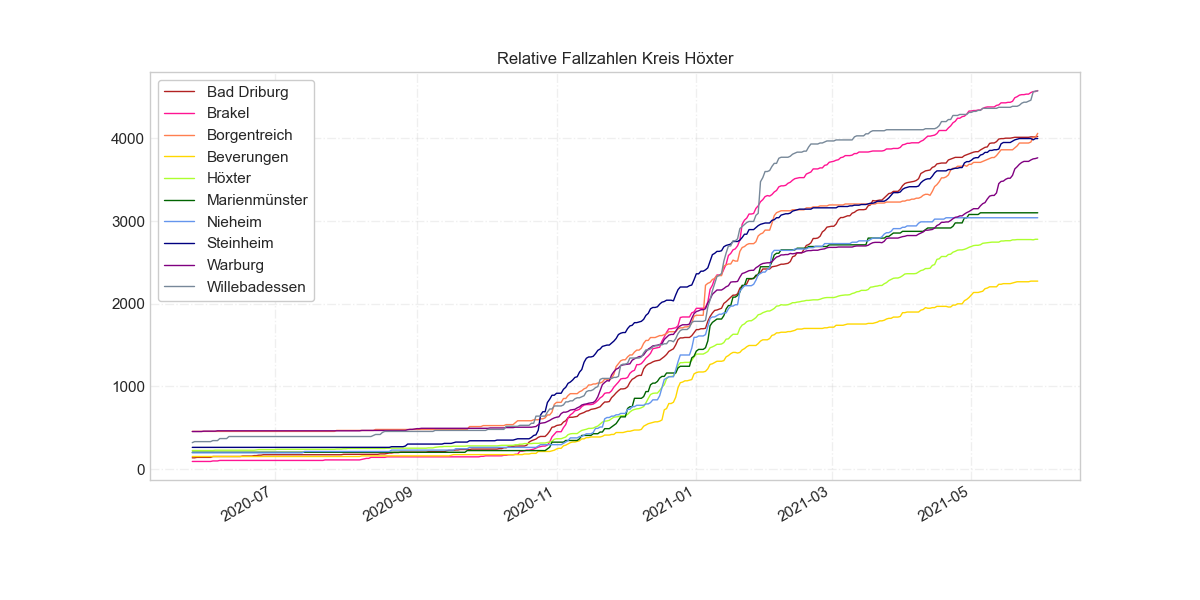 Relative Fallzahlen Kreis Höxter
Bad Driburg
Brakel
Borgentreich
Beverungen
Höxter
Marienmünster
Nieheim
Steinheim
Warburg
Willebadessen
4000
3000
2000
1000
0
2020-07
2020-09
2020-11
2021-01
2021-03
2021-05